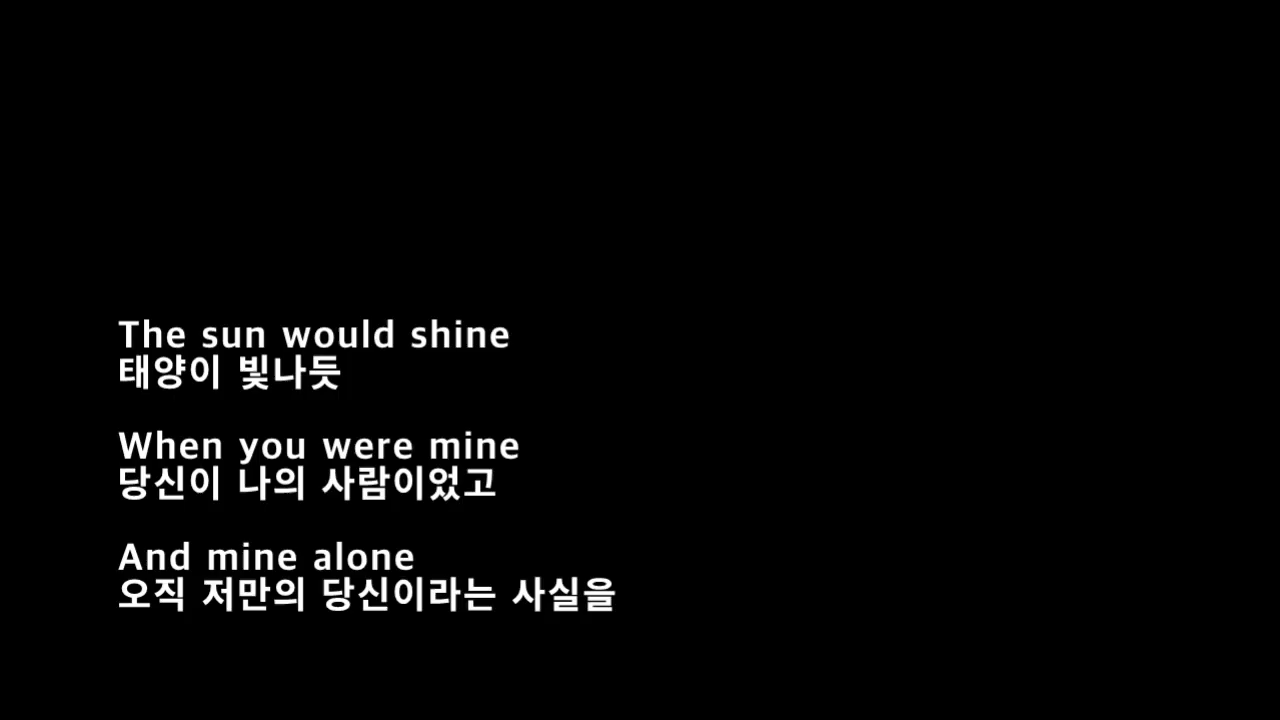 The sun would shine
태양이 빛나듯
When you were mine
당신이 나의 사람이었고
And mine alone
오직 저만의 당신이라는 사실을